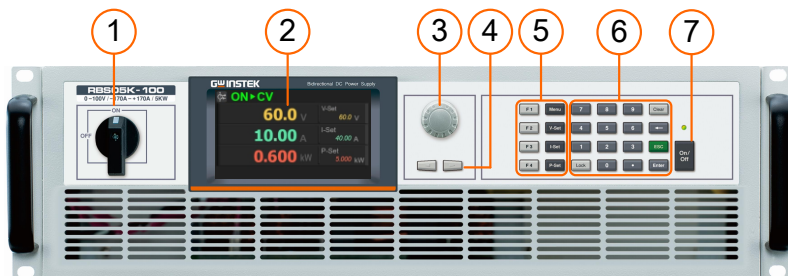 1
2
3
4
5
6
7
RBS05K-100
0~100V/-170A~+170A/5KW
ON
OFF
GWINSTEK
Bidirectional DC Power Supply
ON▸CV
60.0 V
10.00 A
0.600 kW
V-Set
60.0 V
I-Set
40.00 A
P-Set
5.000 kW
F1 Menu 7 8 9 Clear
F2 V-Set 4 5 6 ←
F3 I-Set 1 2 3 ESC
F4 P-Set Lock 0 • Enter
On/
Off